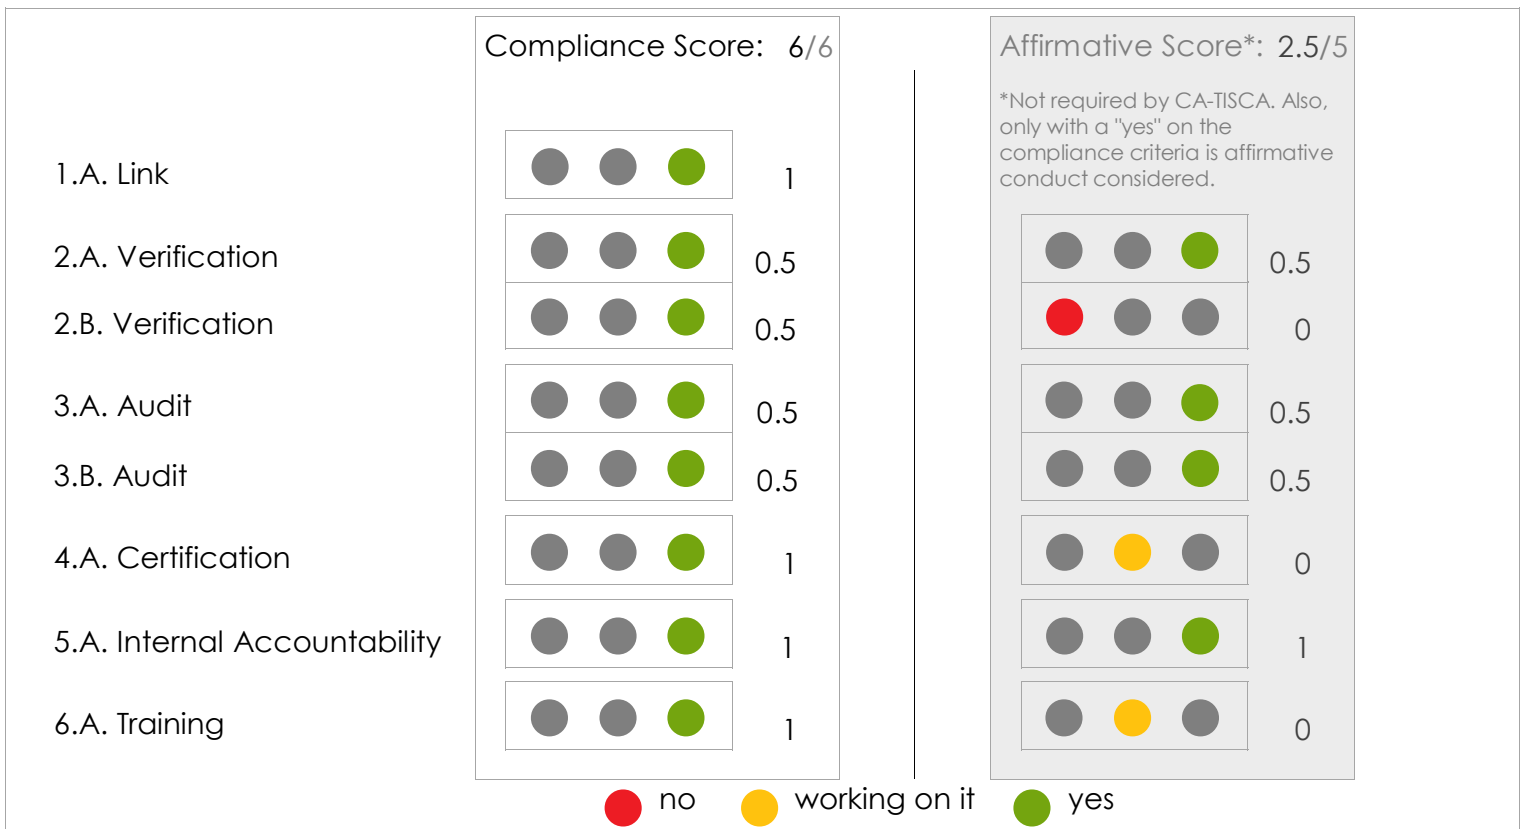 Compliance Score: 6/6
Affirmative Score*: 2.5/5
*Not required by CA-TISCA. Also,
only with a "yes" on the
compliance criteria is affirmative
conduct considered.
1.A. Link 1
2.A. Verification 0.5 0.5
2.B. Verification 0.5 0
3.A. Audit 0.5 0.5
3.B. Audit 0.5 0.5
4.A. Certification 1 0
5.A. Internal Accountability 1 1
6.A. Training 1 0
no working on it yes